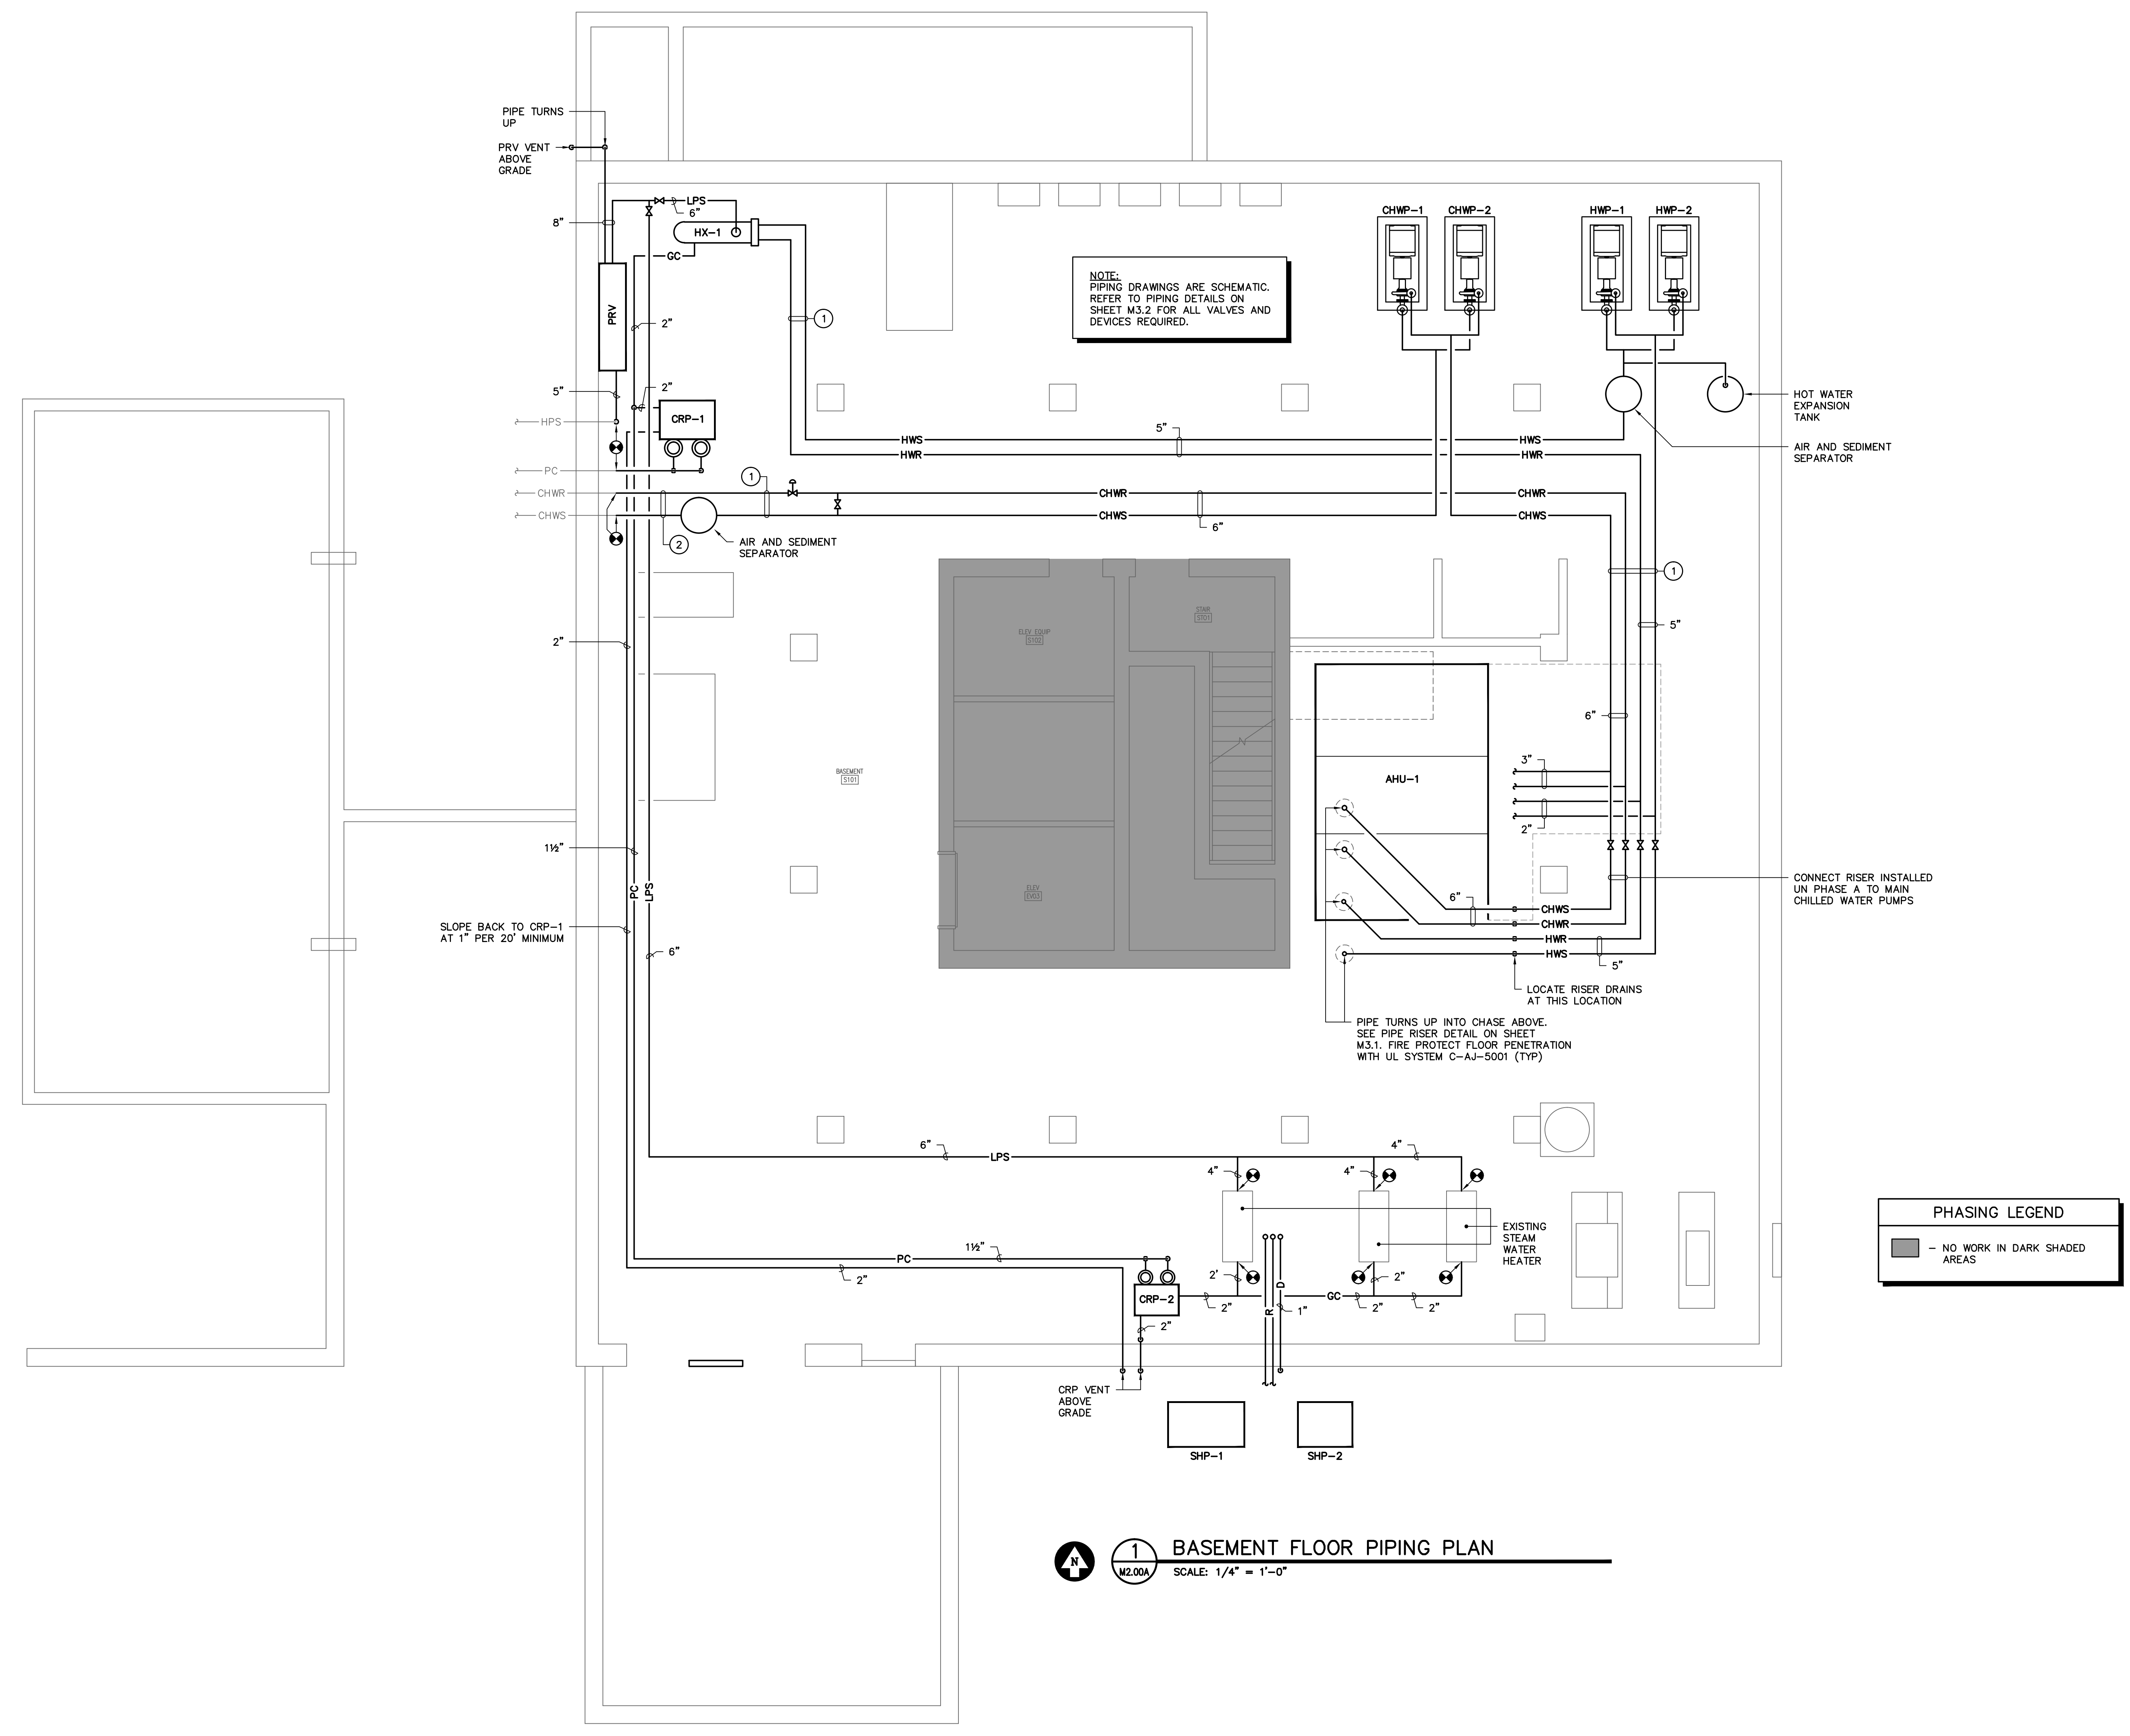 PIPE TURNS
UP
PRV VENT
ABOVE
GRADE
8"
LPS
6"
HX-1
GC
PRV
2"
1
NOTE:
PIPING DRAWINGS ARE SCHEMATIC.
REFER TO PIPING DETAILS ON
SHEET M3.2 FOR ALL VALVES AND
DEVICES REQUIRED.
CHWP-1
CHWP-2
HWP-1
HWP-2
5"
2"
CRP-1
HPS
PC
CHWR
CHWS
HOT WATER
EXPANSION
TANK
AIR AND SEDIMENT
SEPARATOR
5"
HWS
HWS
HWR
HWR
1
CHWR
CHWR
CHWS
CHWS
6"
2
AIR AND SEDIMENT
SEPARATOR
1
5"
2"
ELEV EQUIP
S102
STAIR
ST01
6"
BASEMENT
S101
AHU-1
3"
2"
1½"
PC
LPS
ELEV
EV03
SLOPE BACK TO CRP-1
AT 1" PER 20' MINIMUM
6"
CONNECT RISER INSTALLED
UN PHASE A TO MAIN
CHILLED WATER PUMPS
6"
CHWS
CHWR
HWR
HWS
5"
LOCATE RISER DRAINS
AT THIS LOCATION
PIPE TURNS UP INTO CHASE ABOVE.
SEE PIPE RISER DETAIL ON SHEET
M3.1. FIRE PROTECT FLOOR PENETRATION
WITH UL SYSTEM C-AJ-5001 (TYP)
6"
LPS
4"
4"
4"
EXISTING
STEAM
WATER
HEATER
1½"
PC
2"
2'
2"
CRP-2
2"
R
D
1"
GC
2"
2"
2"
CRP VENT
ABOVE
GRADE
SHP-1
SHP-2
PHASING LEGEND
- NO WORK IN DARK SHADED
AREAS
N
1
M2.00A
BASEMENT FLOOR PIPING PLAN
SCALE: 1/4" = 1'-0"